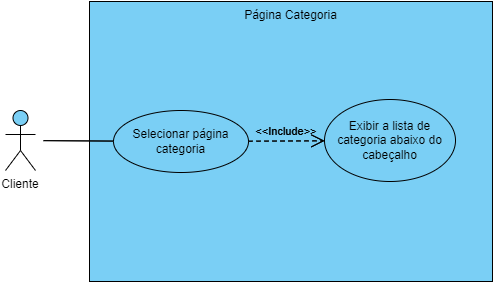 Página Categoria
Selecionar página
categoria
<<Include>>
Exibir a lista de
categoria abaixo do
cabeçalho
Cliente